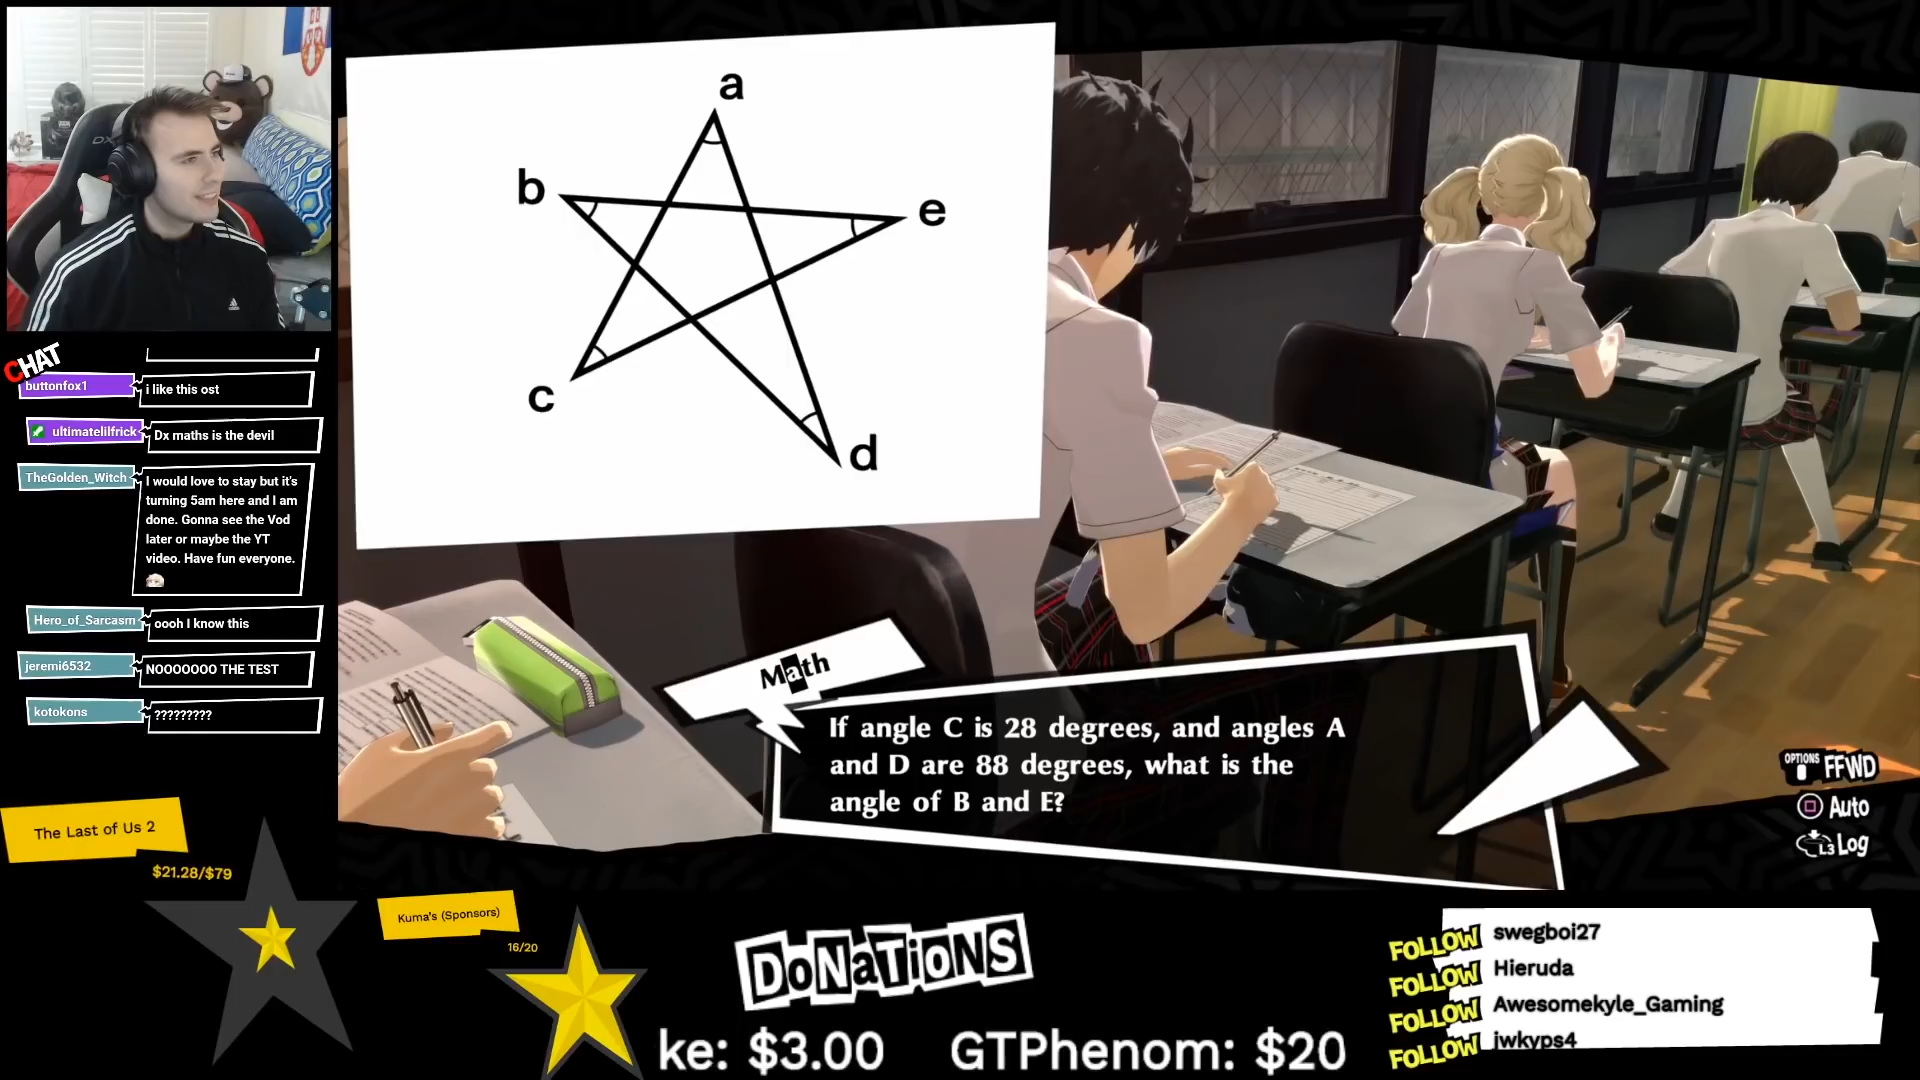 CHAT
buttonfox1
i like this ost
ultimatelilfrick
Dx maths is the devil
TheGolden_Witch
I would love to stay but it's
turning 5am here and I am
done. Gonna see the Vod
later or maybe the YT
video. Have fun everyone.
Hero_of_Sarcasm
oooh I know this
jeremi6532
NOOOOOOO THE TEST
kotokons
?????????
a
b
e
c
d
Math
If angle C is 28 degrees, and angles A
and D are 88 degrees, what is the
angle of B and E?
OPTIONS FFWD
Auto
L3 Log
The Last of Us 2
$21.28/$79
Kuma's (Sponsors)
16/20
DoNaTiONS
ke: $3.00 GTPhenom: $20
FOLLOW swegboi27
FOLLOW Hieruda
FOLLOW Awesomekyle_Gaming
FOLLOW iwkyps4